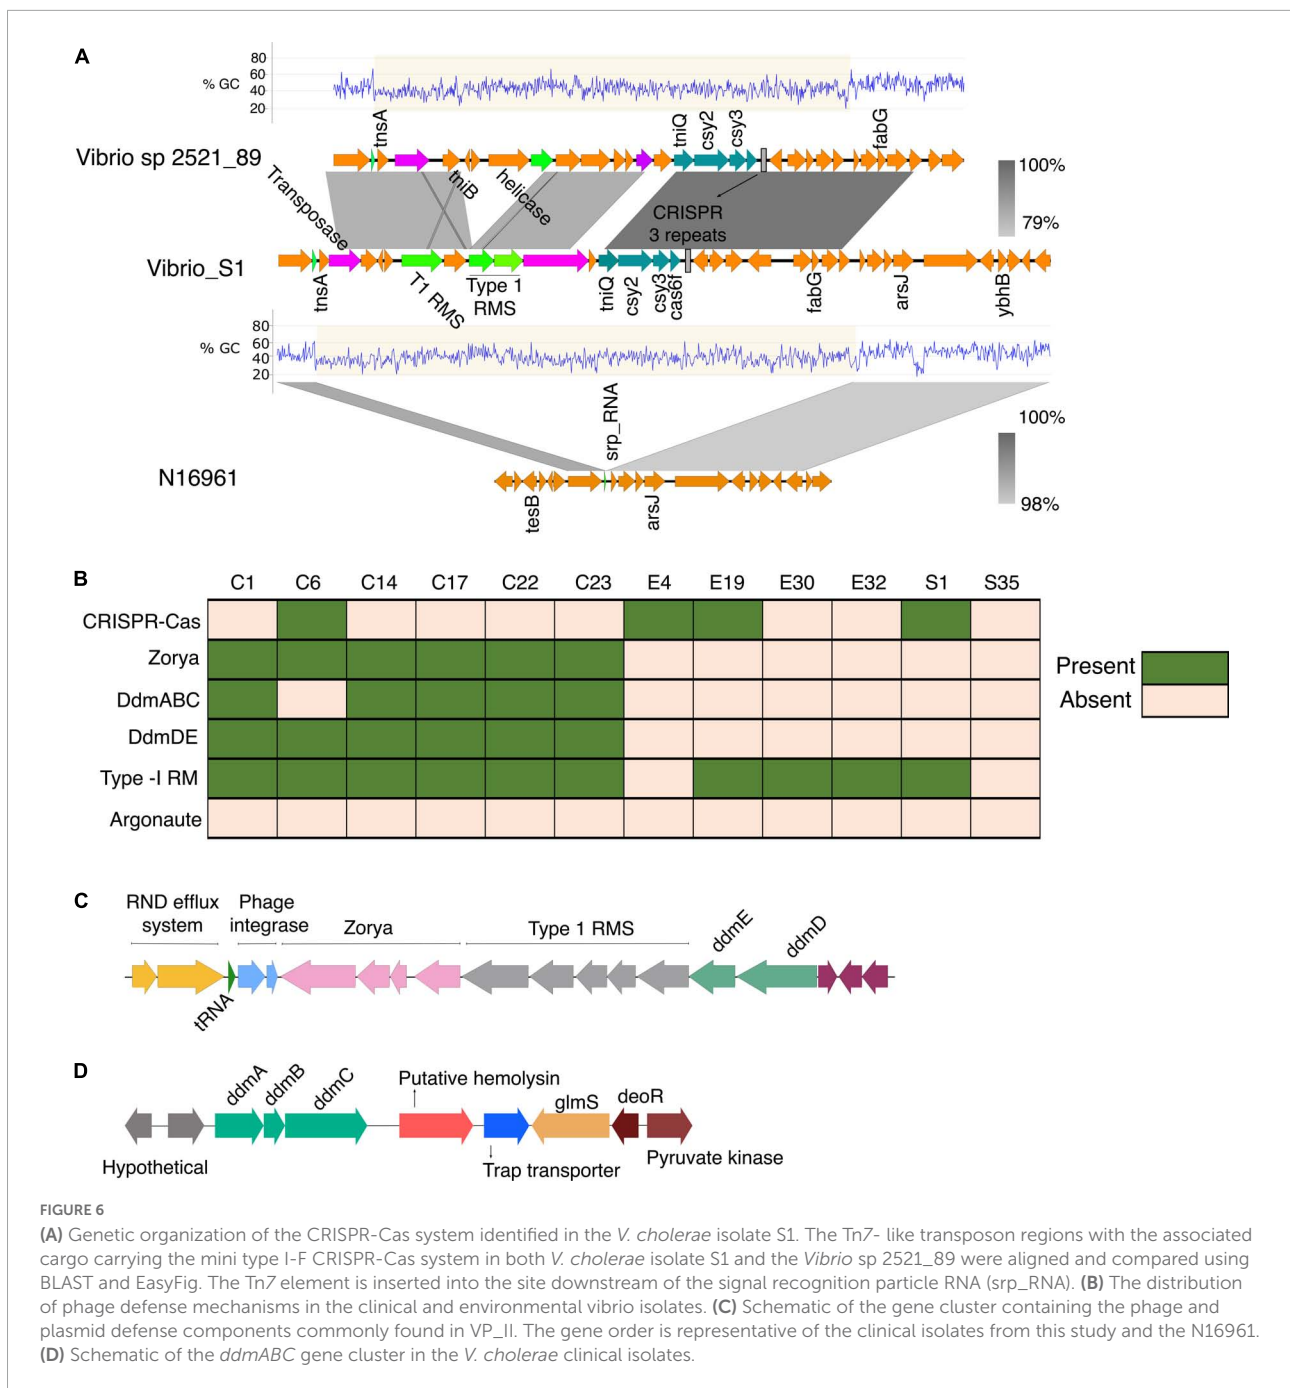 A
80
60
40
20
% GC
tnsA
tniQ
csy2
csy3
fabG
Vibrio sp 2521_89
Transposase
tniB
helicase
CRISPR
3 repeats
100%
79%
Vibrio_S1
tnsA
T1 RMS
Type 1
RMS
tniQ
csy2
csy3
cas6f
fabG
arsJ
ybhB
80
60
40
20
% GC
srp_RNA
100%
98%
N16961
tesB
arsJ
B
C1 C6 C14 C17 C22 C23 E4 E19 E30 E32 S1 S35
CRISPR-Cas
Zorya
DdmABC
DdmDE
Type -I RM
Argonaute
Present
Absent
C
RND efflux
system
Phage
integrase
Zorya
Type 1 RMS
ddmE
ddmD
tRNA
D
ddmA
ddmB
ddmC
Putative hemolysin
glmS
deoR
Hypothetical
Trap transporter
Pyruvate kinase
FIGURE 6
(A) Genetic organization of the CRISPR-Cas system identified in the V. cholerae isolate S1. The Tn7- like transposon regions with the associated
cargo carrying the mini type I-F CRISPR-Cas system in both V. cholerae isolate S1 and the Vibrio sp 2521_89 were aligned and compared using
BLAST and EasyFig. The Tn7 element is inserted into the site downstream of the signal recognition particle RNA (srp_RNA). (B) The distribution
of phage defense mechanisms in the clinical and environmental vibrio isolates. (C) Schematic of the gene cluster containing the phage and
plasmid defense components commonly found in VP_II. The gene order is representative of the clinical isolates from this study and the N16961.
(D) Schematic of the ddmABC gene cluster in the V. cholerae clinical isolates.